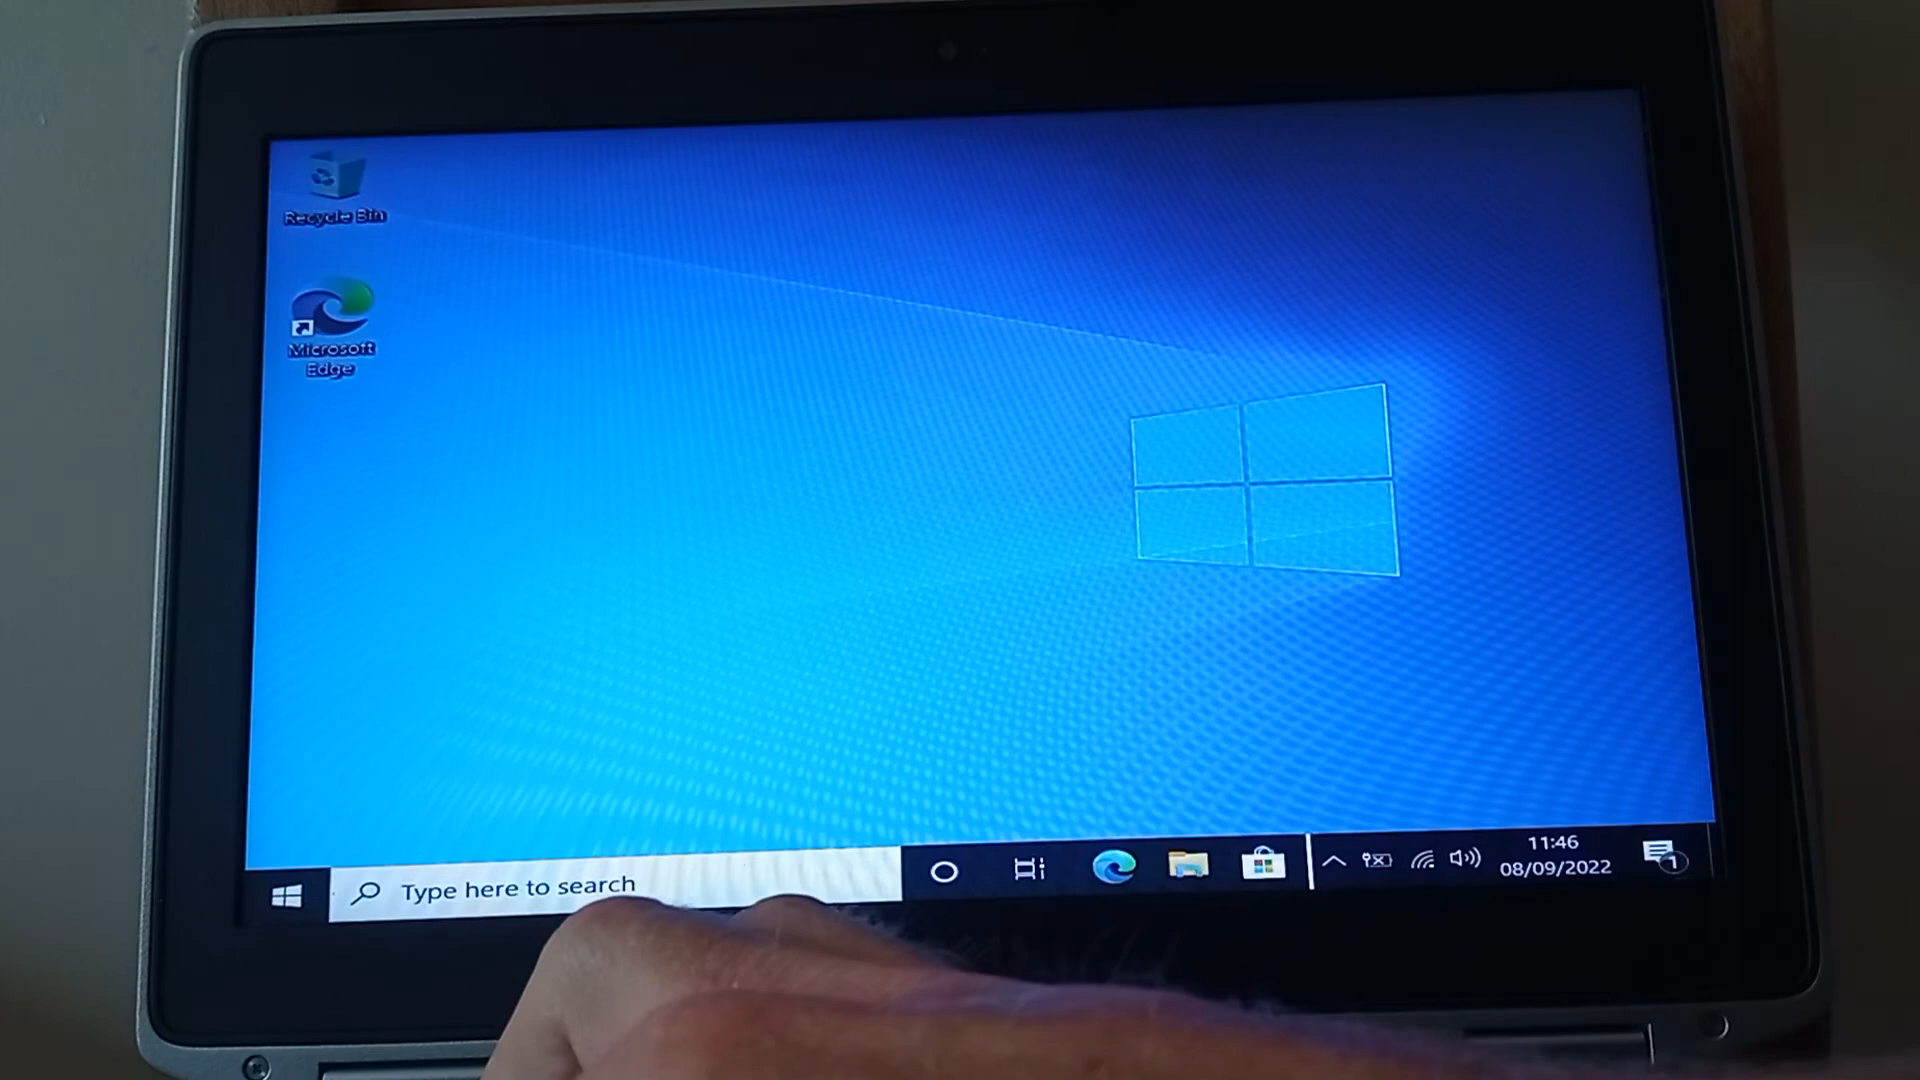 Recycle Bin
Microsoft
Edge
Type here to search
11:46
08/09/2022
1